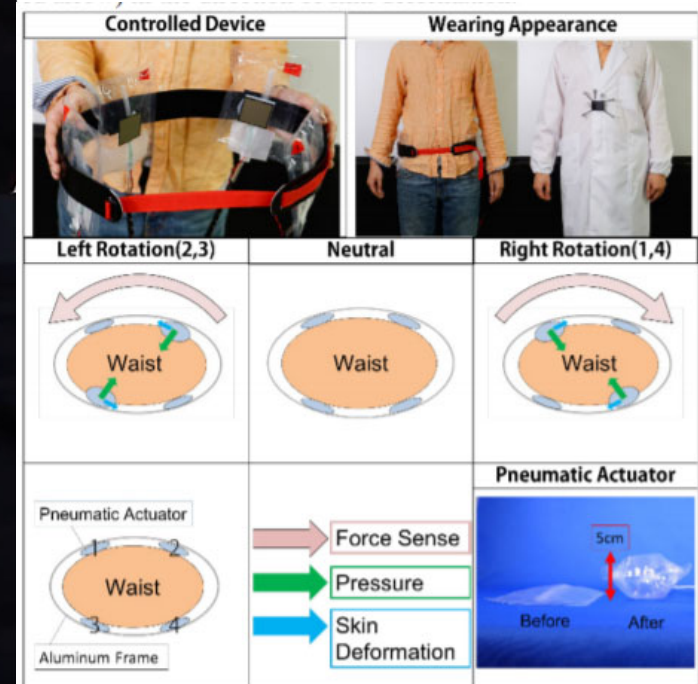 Controlled Device
Wearing Appearance
Left Rotation(2,3)
Neutral
Right Rotation(1,4)
Waist
Waist
Waist
Pneumatic Actuator
1
2
Waist
3
4
Aluminum Frame
Force Sense
Pressure
Skin
Deformation
Pneumatic Actuator
5cm
Before
After